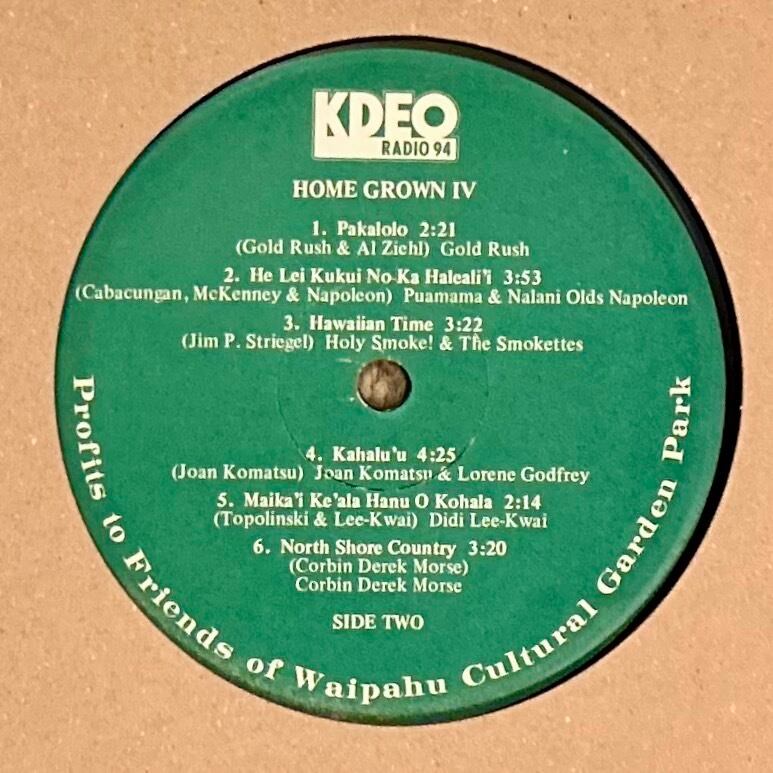 KDEO
RADIO 94
HOME GROWN IV
1. Pakalolo 2:21
(Gold Rush & Al Ziehl) Gold Rush
2. He Lei Kukui No Ka Haleali'i 3:53
(Cabacungan, McKenney & Napoleon) Puamama & Nalani Olds Napoleon
3. Hawaiian Time 3:22
(Jim P. Striegel) Holy Smoke! & The Smokettes
4. Kahalu'u 4:25
(Joan Komatsu) Joan Komatsu & Lorene Godfrey
5. Maika'i Ke'ala Hanu O Kohala 2:14
(Topolinski & Lee-Kwai) Didi Lee-Kwai
6. North Shore Country 3:20
(Corbin Derek Morse)
Corbin Derek Morse
SIDE TWO
Profits to Friends of Waipahu Cultural Garden Park